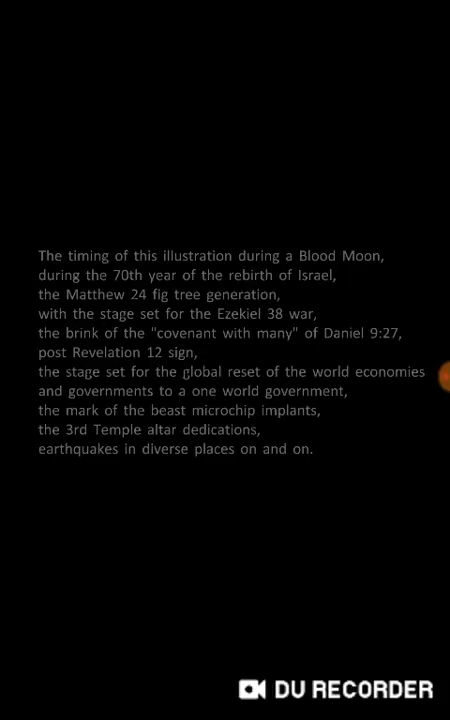 The timing of this illustration during a Blood Moon,
during the 70th year of the rebirth of Israel,
the Matthew 24 fig tree generation,
with the stage set for the Ezekiel 38 war,
the brink of the "covenant with many" of Daniel 9:27,
post Revelation 12 sign,
the stage set for the global reset of the world economies
and governments to a one world government,
the mark of the beast microchip implants,
the 3rd Temple altar dedications,
earthquakes in diverse places on and on.
DU RECORDER